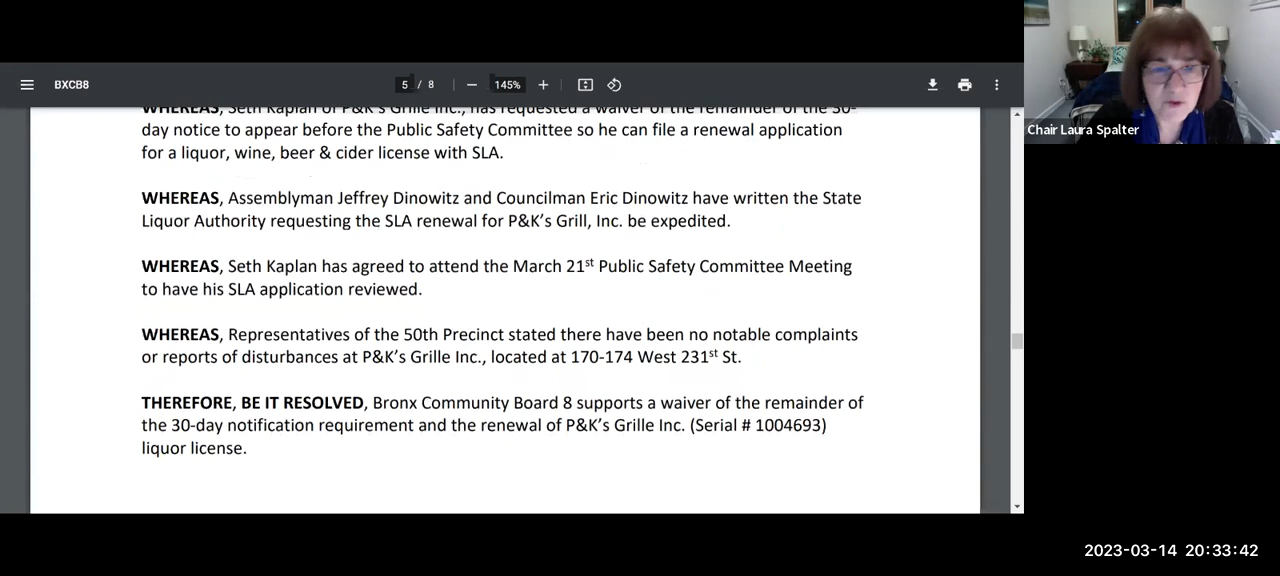 BXCB8
5 / 8
145%
WHEREAS, Seth Kaplan of P&K's Grille Inc., has requested a waiver of the remainder of the 30-
day notice to appear before the Public Safety Committee so he can file a renewal application
for a liquor, wine, beer & cider license with SLA.
WHEREAS, Assemblyman Jeffrey Dinowitz and Councilman Eric Dinowitz have written the State
Liquor Authority requesting the SLA renewal for P&K's Grill, Inc. be expedited.
WHEREAS, Seth Kaplan has agreed to attend the March 21st Public Safety Committee Meeting
to have his SLA application reviewed.
WHEREAS, Representatives of the 50th Precinct stated there have been no notable complaints
or reports of disturbances at P&K's Grille Inc., located at 170-174 West 231st St.
THEREFORE, BE IT RESOLVED, Bronx Community Board 8 supports a waiver of the remainder of
the 30-day notification requirement and the renewal of P&K's Grille Inc. (Serial # 1004693)
liquor license.
Chair Laura Spalter
2023-03-14 20:33:42